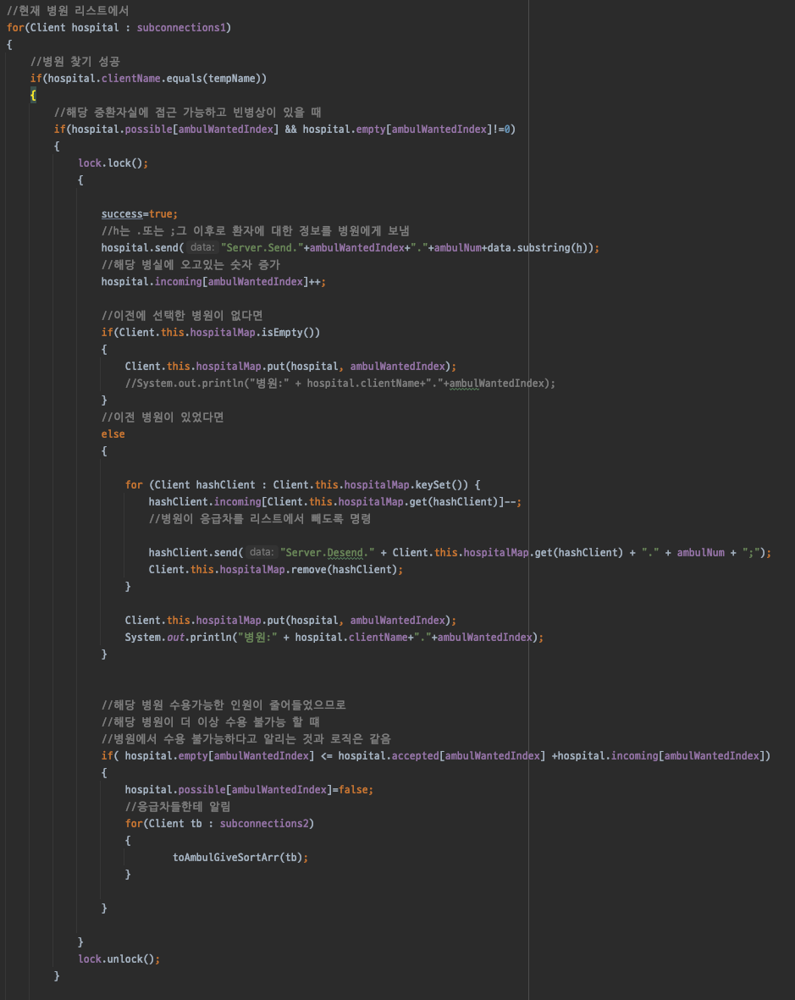 //현재 병원 리스트에서
for(Client hospital : subconnections1)
{
//병원 찾기 성공
if(hospital.clientName.equals(tempName))
{
//해당 중환자실에 접근 가능하고 빈병상이 있을 때
if(hospital.possible[ambulWantedIndex] && hospital.empty[ambulWantedIndex]!=0)
{
lock.lock();
{
success=true;
//h는 .또는 ;그 이후로 환자에 대한 정보를 병원에게 보냄
hospital.send( data: "Server.Send."+ambulWantedIndex+"."+ambulNum+data.substring(h));
//해당 병실에 오고있는 숫자 증가
hospital.incoming[ambulWantedIndex]++;
//이전에 선택한 병원이 없다면
if(Client.this.hospitalMap.isEmpty())
{
Client.this.hospitalMap.put(hospital, ambulWantedIndex);
//System.out.println("병원:" + hospital.clientName+"."+ambulWantedIndex);
}
//이전 병원이 있었다면
else
{
for (Client hashClient : Client.this.hospitalMap.keySet()) {
hashClient.incoming[Client.this.hospitalMap.get(hashClient)]--;
//병원이 응급차를 리스트에서 빼도록 명령
hashClient.send( data: "Server.Desend." + Client.this.hospitalMap.get(hashClient) + "." + ambulNum + ";");
Client.this.hospitalMap.remove(hashClient);
}
Client.this.hospitalMap.put(hospital, ambulWantedIndex);
System.out.println("병원:" + hospital.clientName+"."+ambulWantedIndex);
}
//해당 병원 수용가능한 인원이 줄어들었으므로
//해당 병원이 더 이상 수용 불가능 할 떄
//병원에서 수용 불가능하다고 알리는 것과 로직은 같음
if( hospital.empty[ambulWantedIndex] <= hospital.accepted[ambulWantedIndex] +hospital.incoming[ambulWantedIndex])
{
hospital.possible[ambulWantedIndex]=false;
//응급차들한테 알림
for(Client tb : subconnections2)
{
toAmbulGiveSortArr(tb);
}
}
}
lock.unlock();
}